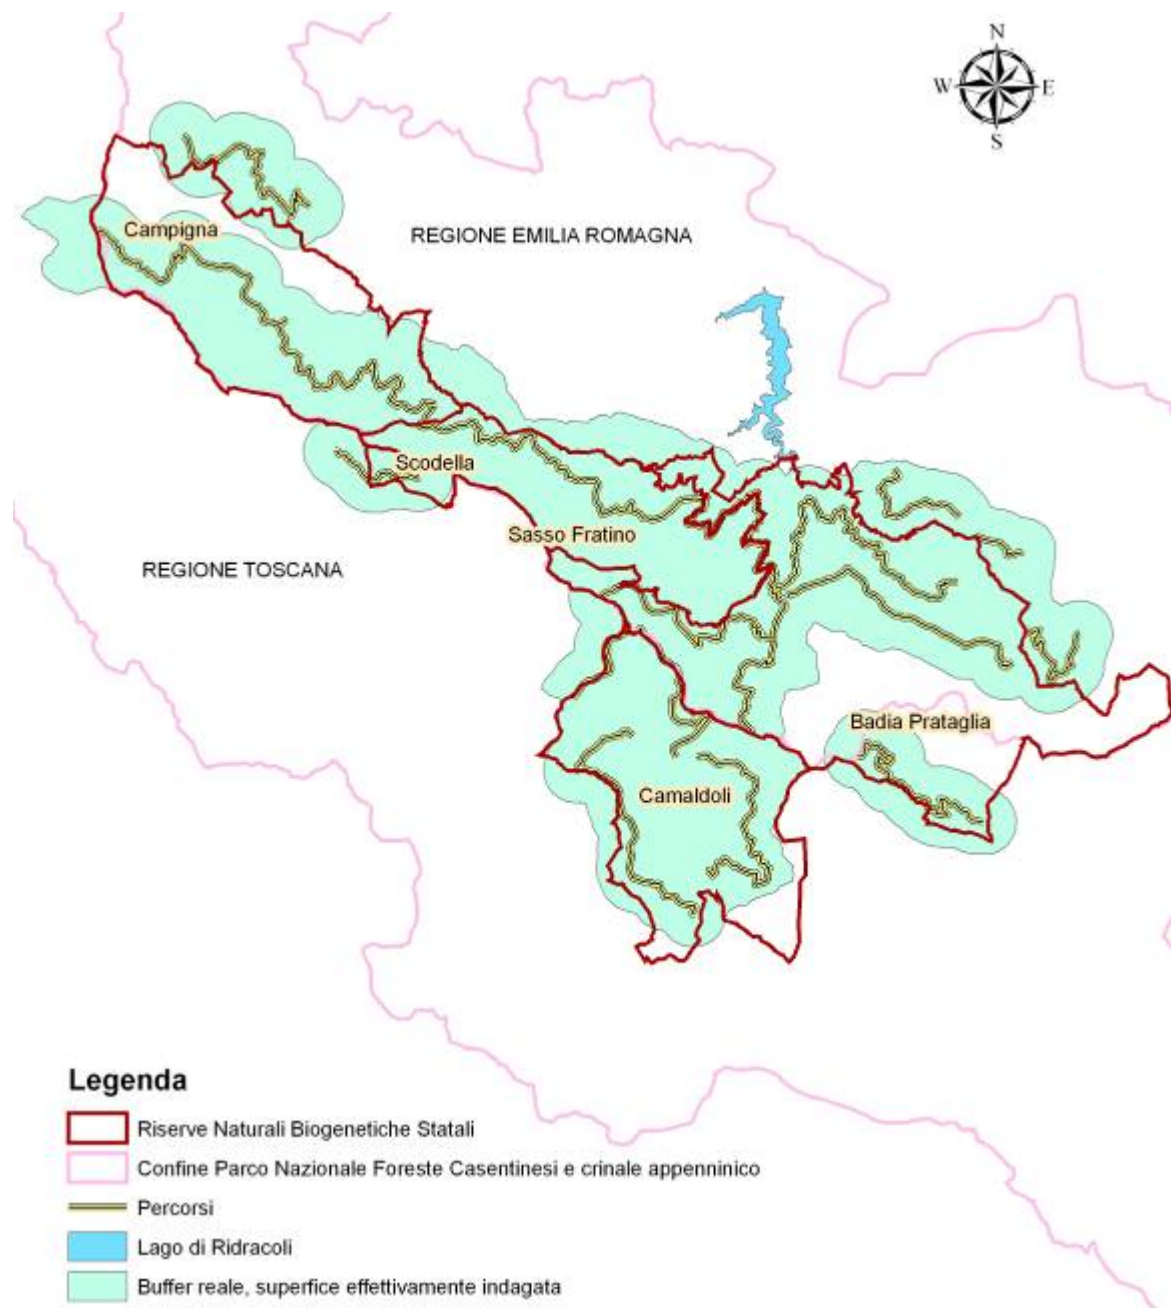 N
W E
S
REGIONE EMILIA ROMAGNA
Campigna
Scodella
Sasso Fratino
REGIONE TOSCANA
Badia Prataglia
Camaldoli
Legenda
Riserve Naturali Biogenetiche Statali
Confine Parco Nazionale Foreste Casentinesi e crinale appenninico
Percorsi
Lago di Ridracoli
Buffer reale, superfice effettivamente indagata